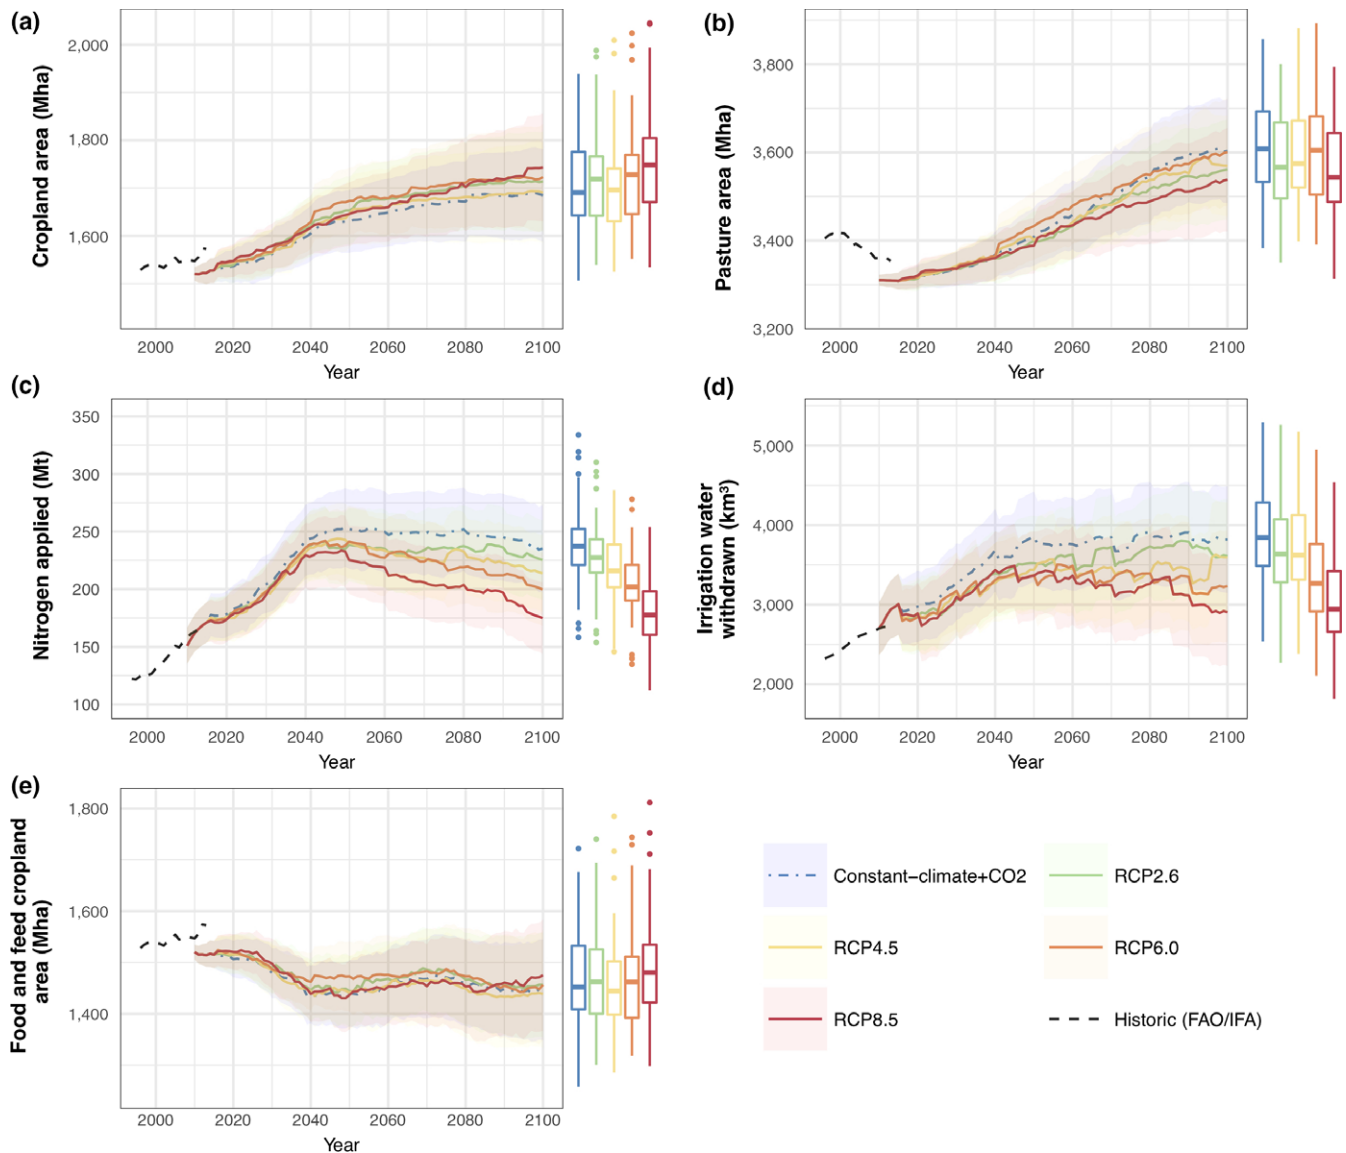 (a)
Cropland area (Mha)
2,000
1,800
1,600
2000 2020 2040 2060 2080 2100
Year
(b)
Pasture area (Mha)
3,800
3,600
3,400
3,200
2000 2020 2040 2060 2080 2100
Year
(c)
Nitrogen applied (Mt)
350
300
250
200
150
100
2000 2020 2040 2060 2080 2100
Year
(d)
Irrigation water
withdrawn (km³)
5,000
4,000
3,000
2,000
2000 2020 2040 2060 2080 2100
Year
(e)
Food and feed cropland
area (Mha)
1,800
1,600
1,400
2000 2020 2040 2060 2080 2100
Year
Constant−climate+CO2
RCP2.6
RCP4.5
RCP6.0
RCP8.5
Historic (FAO/IFA)